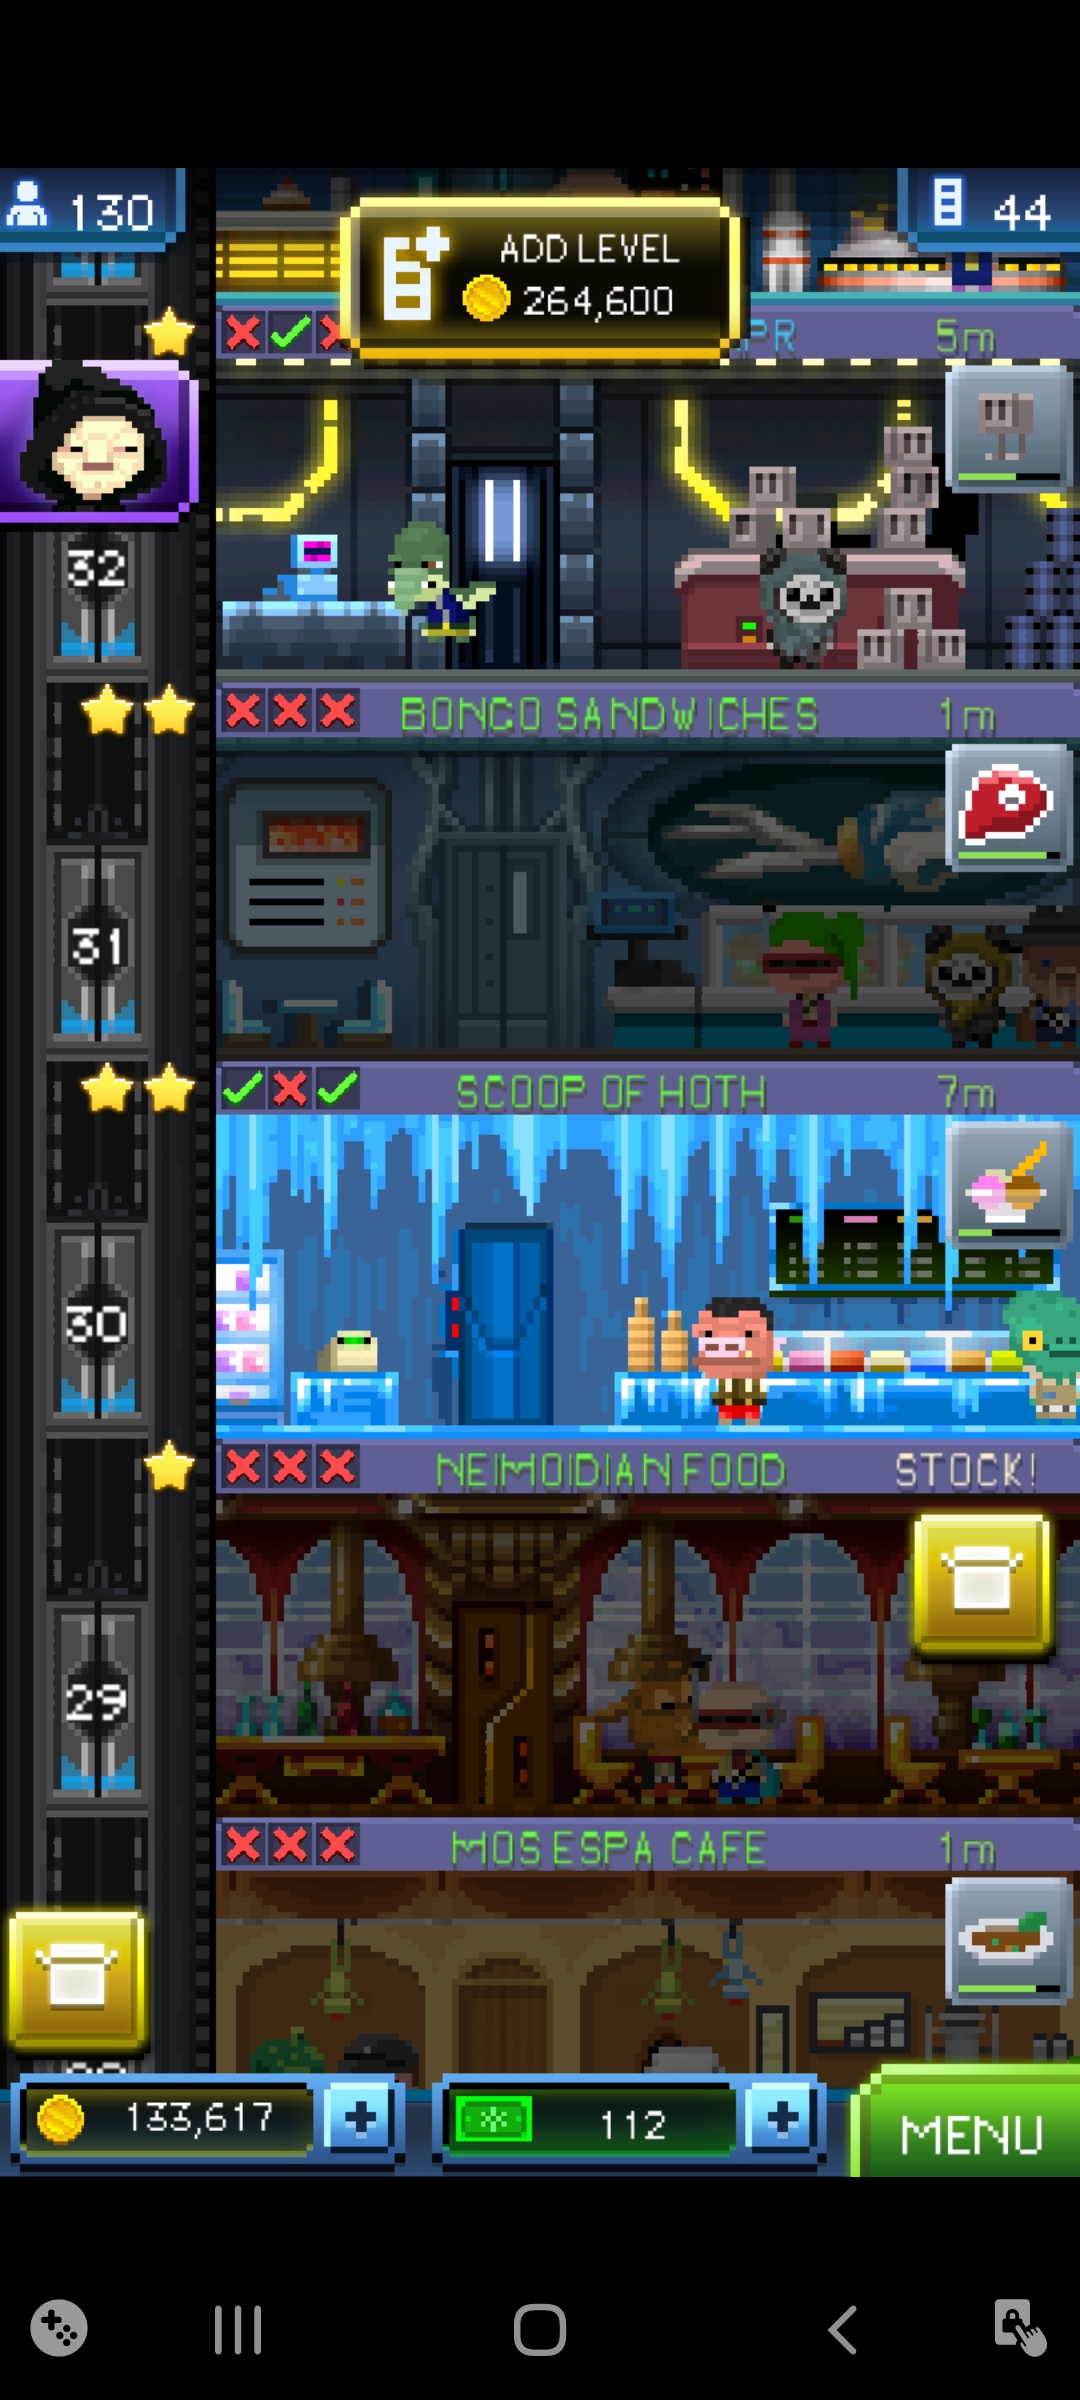 130
ADD LEVEL
264,600
44
PR
5m
32
BONGO SANDWICHES
1m
31
SCOOP OF HOTH
7m
30
NEIMOIDIAN FOOD
STOCK!
29
MOS ESPA CAFE
1m
133,617
112
MENU